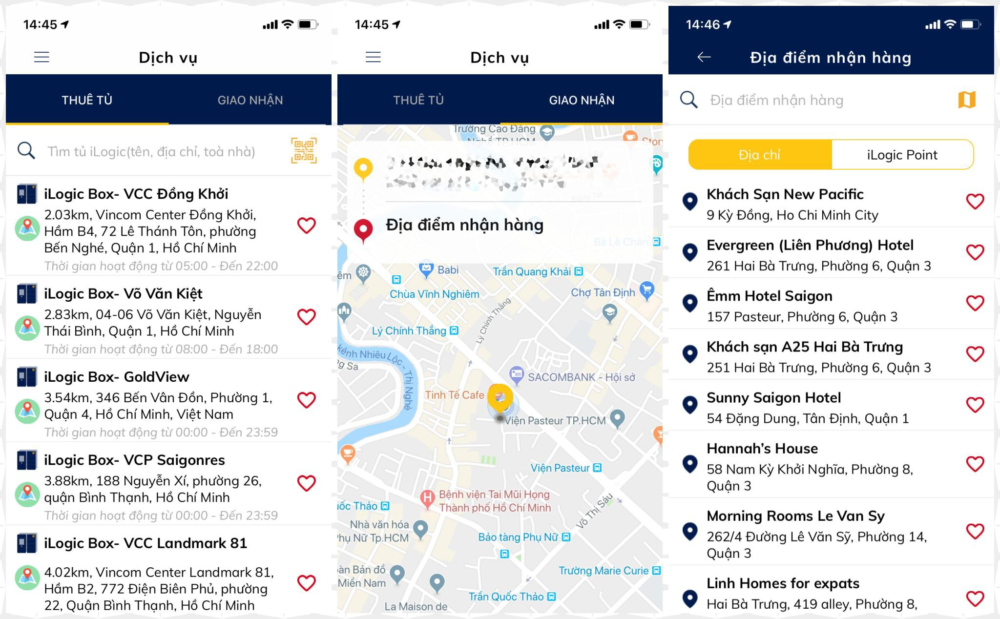 14:45
Dịch vụ
THUÊ TỦ
GIAO NHẬN
Tìm tủ iLogic(tên, địa chỉ, toà nhà)
iLogic Box- VCC Đồng Khởi
2.03km, Vincom Center Đồng Khởi,
Hầm B4, 72 Lê Thánh Tôn, phường
Bến Nghé, Quận 1, Hồ Chí Minh
Thời gian hoạt động từ 05:00 - Đến 22:00
iLogic Box- Võ Văn Kiệt
2.83km, 04-06 Võ Văn Kiệt, Nguyễn
Thái Bình, Quận 1, Hồ Chí Minh
Thời gian hoạt động từ 08:00 - Đến 18:00
iLogic Box- GoldView
3.54km, 346 Bến Vân Đồn, Phường 1,
Quận 4, Hồ Chí Minh, Việt Nam
Thời gian hoạt động từ 00:00 - Đến 23:59
iLogic Box- VCP Saigonres
3.88km, 188 Nguyễn Xí, phường 26,
quận Bình Thạnh, Hồ Chí Minh
Thời gian hoạt động từ 00:00 - Đến 23:59
iLogic Box- VCC Landmark 81
4.02km, Vincom Center Landmark 81,
Hầm B2, 772 Điện Biên Phủ, phường
22, Quận Bình Thạnh, Hồ Chí Minh
14:45
Dịch vụ
THUÊ TỦ
GIAO NHẬN
Trường Cao Đẳng
Nghề TP.HCM
Story
Đặng Tất
Địa điểm nhận hàng
Bà Lê Chân
êm
Babi
Trần Quang Khải
Chùa Vĩnh Nghiêm
Chợ Tân Định
Lý Chính Thắng
Lý Chính Thắng
kênh Nhiêu Lộc - Thị Nghè
ng Sa
SACOMBANK - Hội sở
100
Tinh Tế Cafe
Viện Pasteur TP.HCM
Viện Pasteur
H
Bệnh viện Tai Mũi Họng
Thành phố Hồ Chí Minh
Võ Thị Sáu
uốc Thảo
Nhà văn hóa
Phụ Nữ Tp.HCM
Bảo tàng Phụ Nữ
àn Bản đồ
Miền Nam
Trường Marie Curie
Trần Quốc Thảo
La Maison de
14:46
Địa điểm nhận hàng
Địa điểm nhận hàng
Địa chỉ
iLogic Point
Khách Sạn New Pacific
9 Kỳ Đồng, Ho Chi Minh City
Evergreen (Liên Phương) Hotel
261 Hai Bà Trưng, Phường 6, Quận 3
Êmm Hotel Saigon
157 Pasteur, Phường 6, Quận 3
Khách sạn A25 Hai Bà Trưng
251 Hai Bà Trưng, Phường 6, Quận 3
Sunny Saigon Hotel
54 Đặng Dung, Tân Định, Quận 1
Hannah’s House
58 Nam Kỳ Khởi Nghĩa, Phường 8,
Quận 3
Morning Rooms Le Van Sy
262/4 Đường Lê Văn Sỹ, Phường 14,
Quận 3
Linh Homes for expats
Hai Bà Trưng, 419 alley, Phường 8,